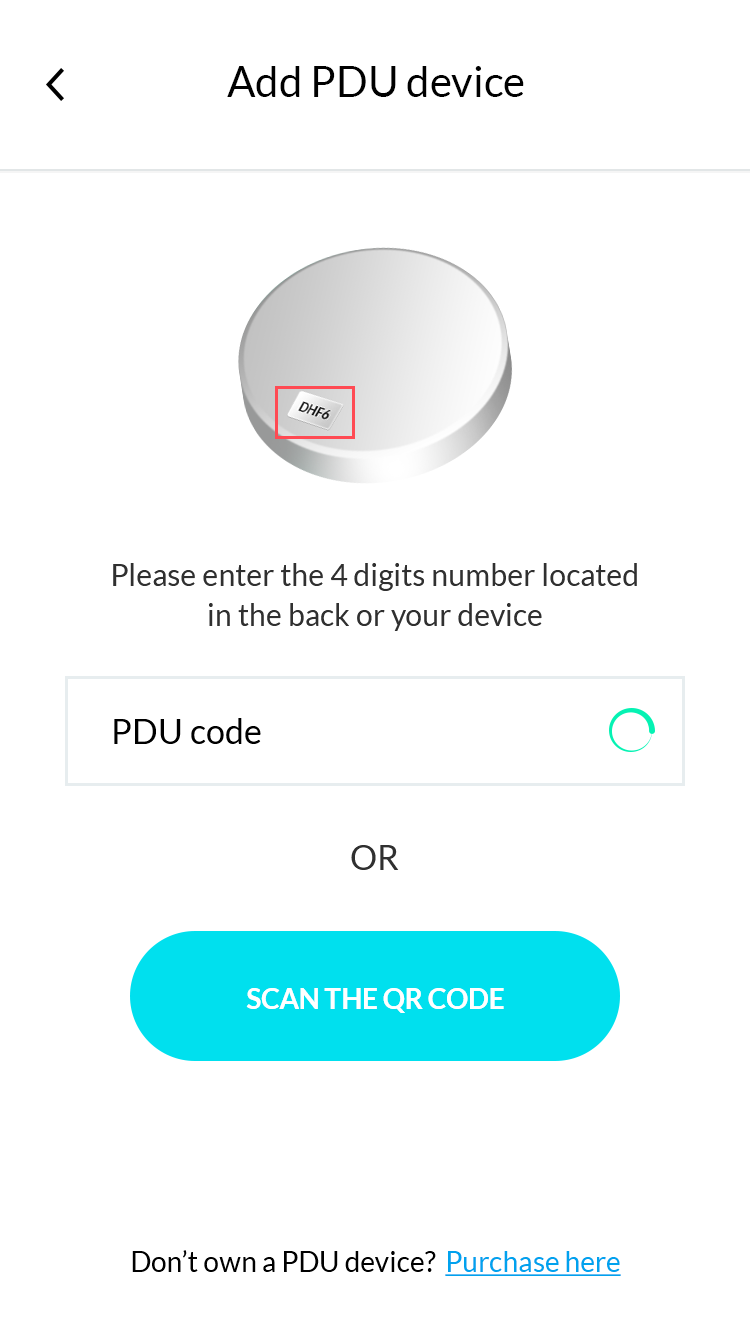 Add PDU device
DHF6
Please enter the 4 digits number located
in the back or your device
PDU code
OR
SCAN THE QR CODE
Don’t own a PDU device? Purchase here